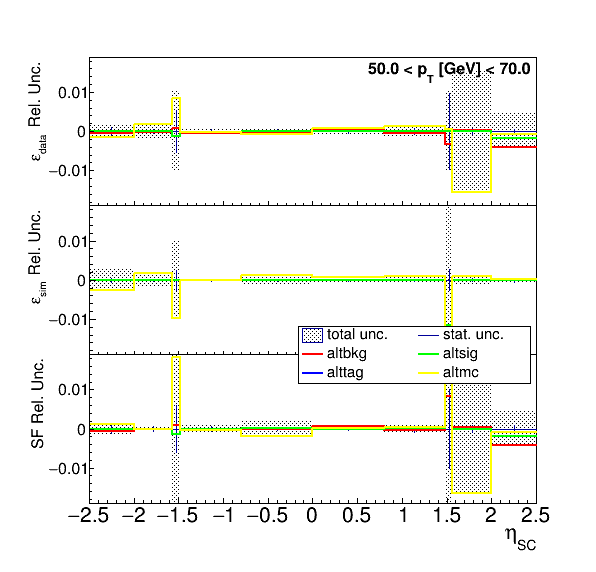 50.0 < p_T [GeV] < 70.0
ε_data Rel. Unc.
0.01
0
−0.01
ε_sim Rel. Unc.
0.01
0
−0.01
total unc.
stat. unc.
altbkg
altsig
alttag
altmc
SF Rel. Unc.
0.01
0
−0.01
−2.5 −2 −1.5 −1 −0.5 0 0.5 1 1.5 2 2.5
η_SC